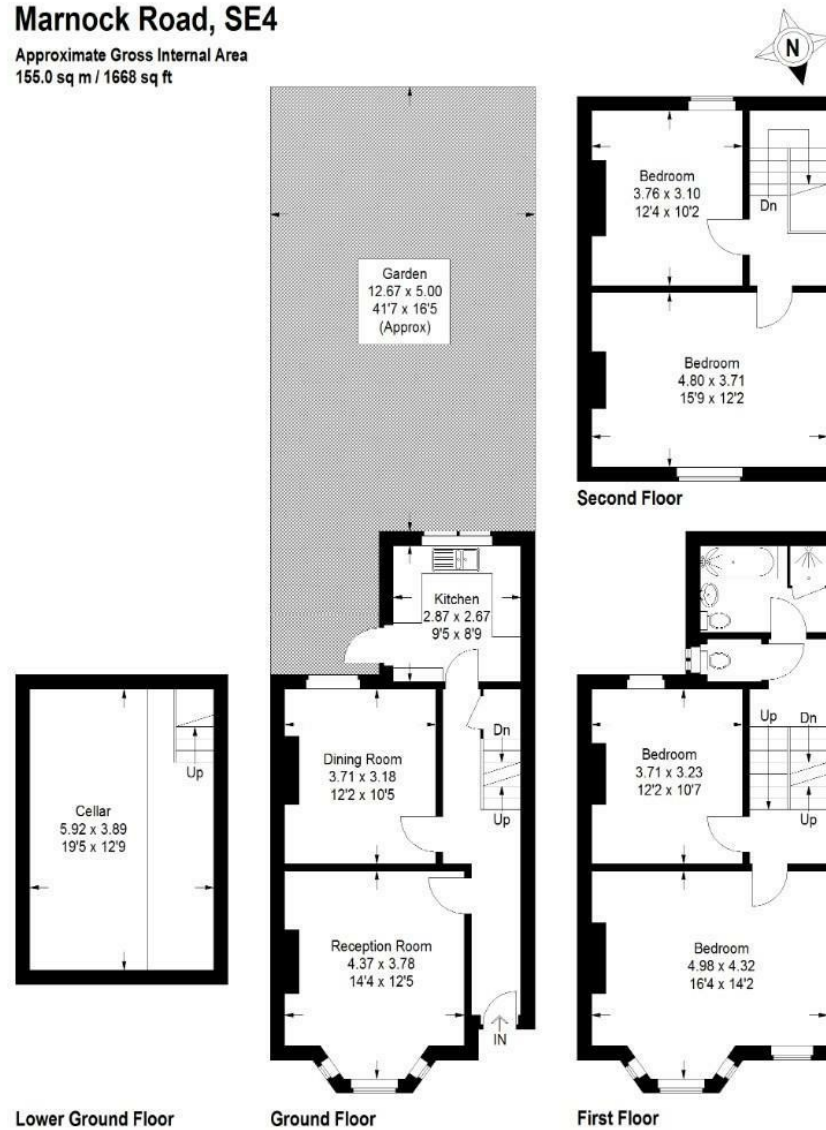 Marnock Road, SE4
Approximate Gross Internal Area
155.0 sq m / 1668 sq ft
N
Garden
12.67 x 5.00
41'7 x 16'5
(Approx)
Bedroom
3.76 x 3.10
12'4 x 10'2
Dn
Bedroom
4.80 x 3.71
15'9 x 12'2
Second Floor
Cellar
5.92 x 3.89
19'5 x 12'9
Up
Lower Ground Floor
Kitchen
2.87 x 2.67
9'5 x 8'9
Dining Room
3.71 x 3.18
12'2 x 10'5
Dn
Up
Reception Room
4.37 x 3.78
14'4 x 12'5
IN
Ground Floor
Bedroom
3.71 x 3.23
12'2 x 10'7
Up Dn
Up
Bedroom
4.98 x 4.32
16'4 x 14'2
First Floor